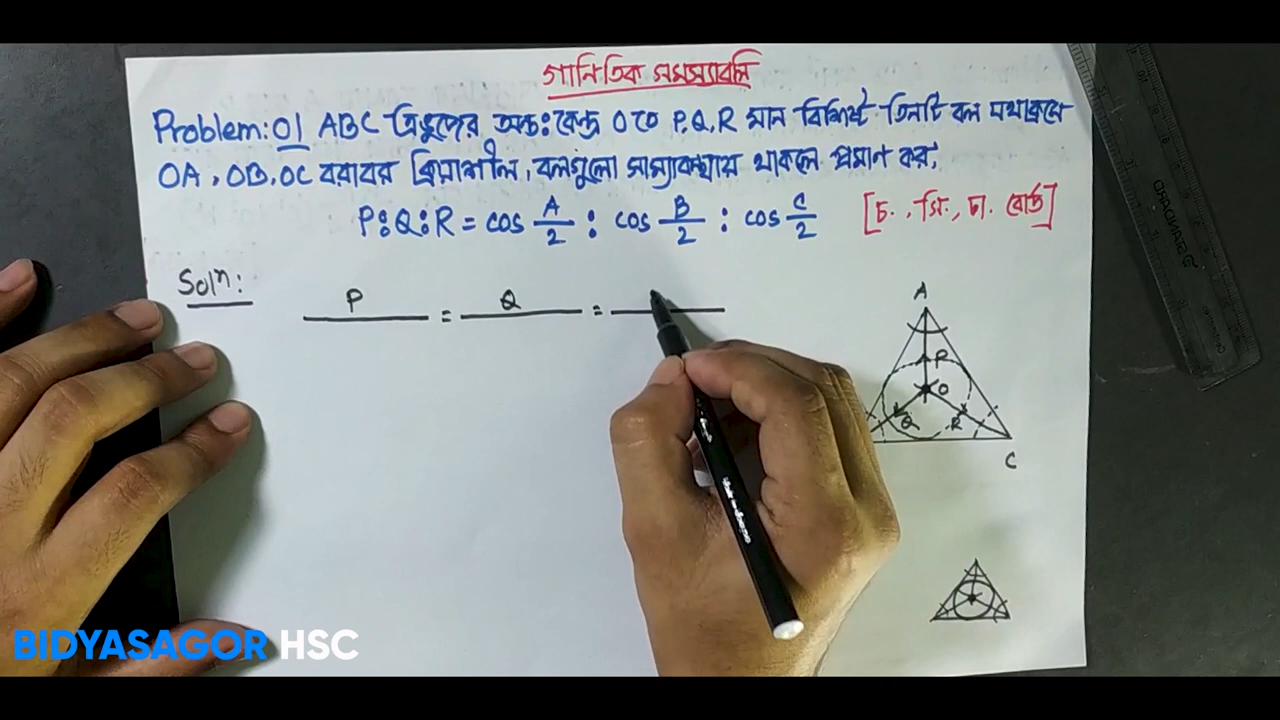 গাণিতিক সমস্যাবলি
Problem: 01 ABC ত্রিভুজের অন্তঃকেন্দ্র O তে P, Q, R মান বিশিষ্ট তিনটি বল যথাক্রমে
OA, OB, OC বরাবর ক্রিয়াশীল, বলগুলো সাম্যাবস্থায় থাকলে প্রমাণ কর,
P:Q:R = cos A/2 : cos B/2 : cos C/2 [চ., সি., ঢা. বোর্ড]
Solⁿ:
P = Q =
A
P
O
Q R
C
BIDYASAGOR HSC